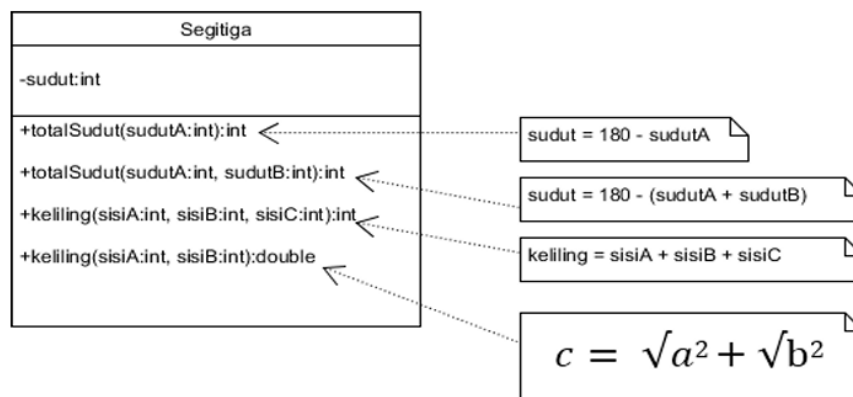 Segitiga
-sudut:int
+totalSudut(sudutA:int):int
+totalSudut(sudutA:int, sudutB:int):int
+keliling(sisiA:int, sisiB:int, sisiC:int):int
+keliling(sisiA:int, sisiB:int):double
sudut = 180 - sudutA
sudut = 180 - (sudutA + sudutB)
keliling = sisiA + sisiB + sisiC
c = √a² + √b²